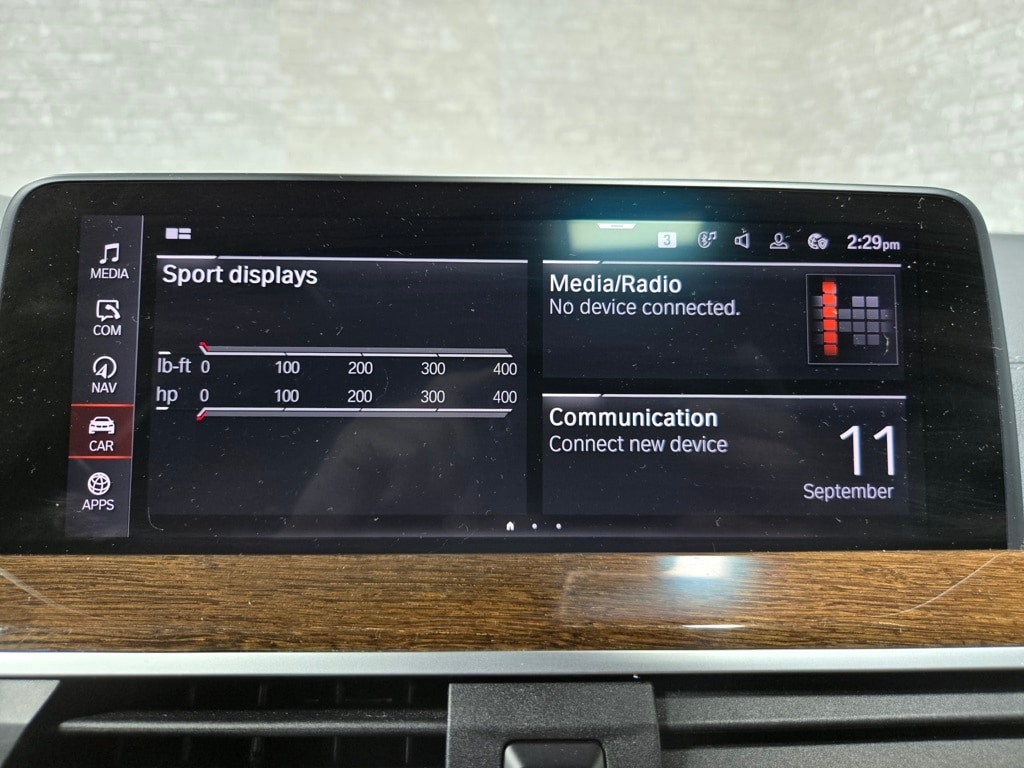 3
2:29pm
MEDIA
COM
NAV
CAR
APPS
Sport displays
lb-ft 0 100 200 300 400
hp 0 100 200 300 400
Media/Radio
No device connected.
Communication
Connect new device
11
September